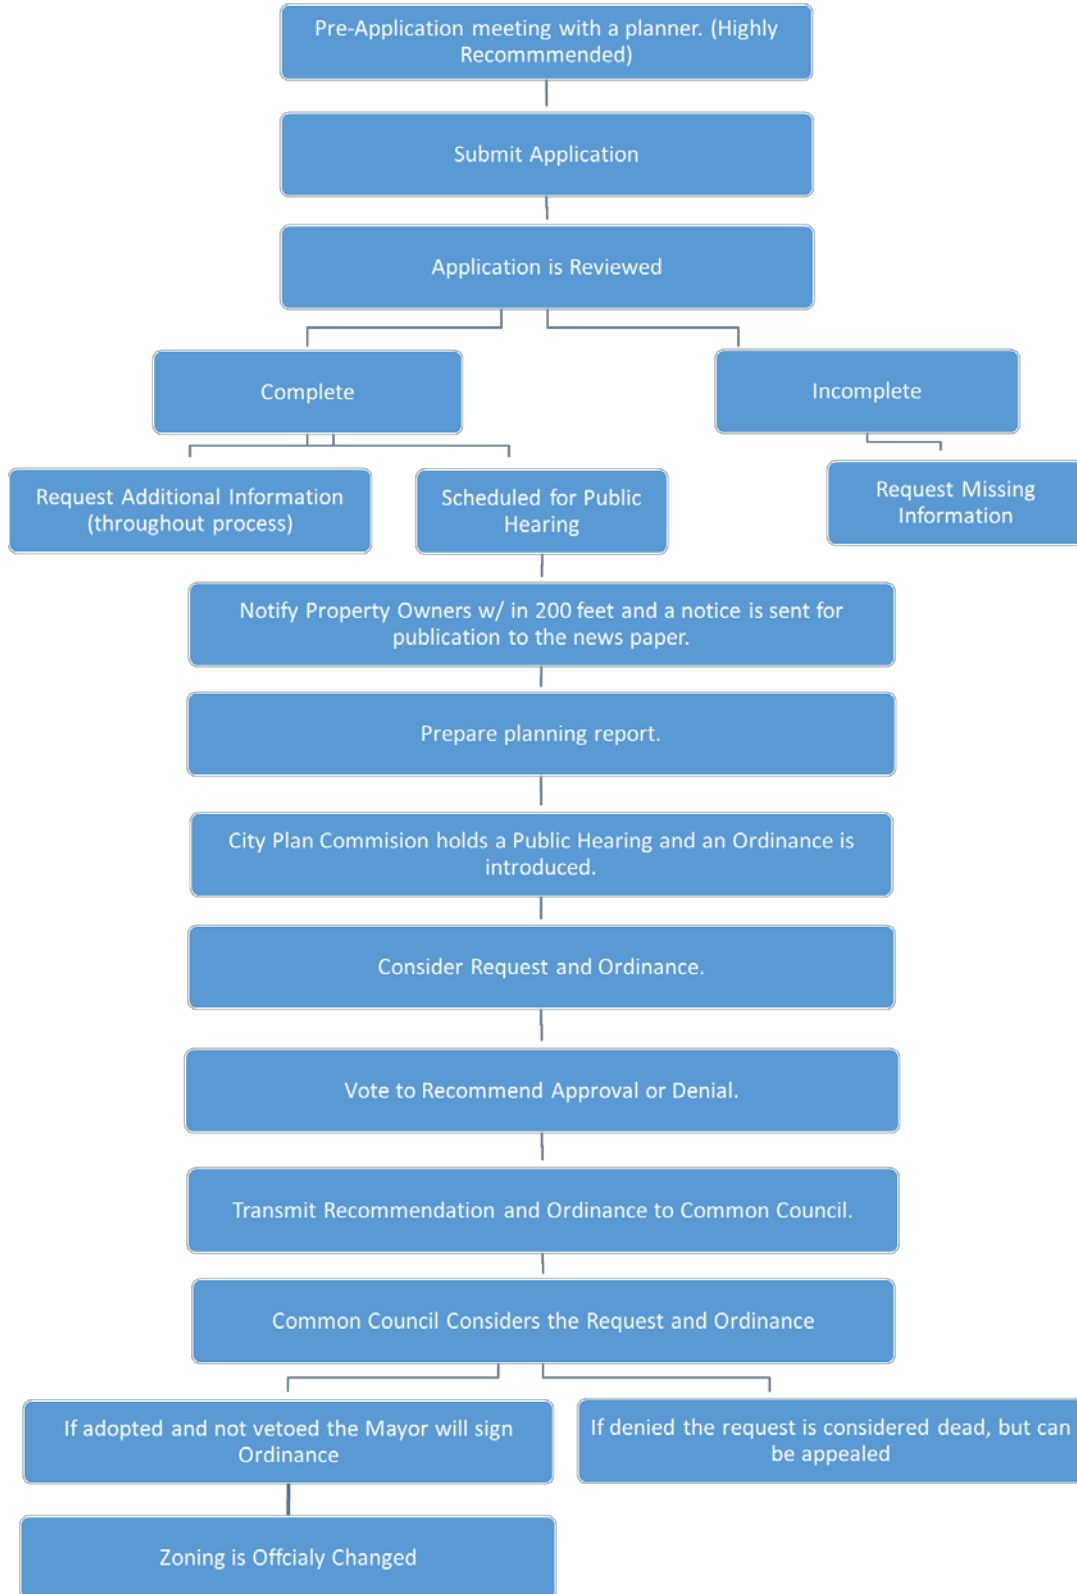 Pre-Application meeting with a planner. (Highly
Recommmended)
Submit Application
Application is Reviewed
Complete
Incomplete
Request Additional Information
(throughout process)
Scheduled for Public
Hearing
Request Missing
Information
Notify Property Owners w/ in 200 feet and a notice is sent for
publication to the news paper.
Prepare planning report.
City Plan Commision holds a Public Hearing and an Ordinance is
introduced.
Consider Request and Ordinance.
Vote to Recommend Approval or Denial.
Transmit Recommendation and Ordinance to Common Council.
Common Council Considers the Request and Ordinance
If adopted and not vetoed the Mayor will sign
Ordinance
If denied the request is considered dead, but can
be appealed
Zoning is Offcialy Changed